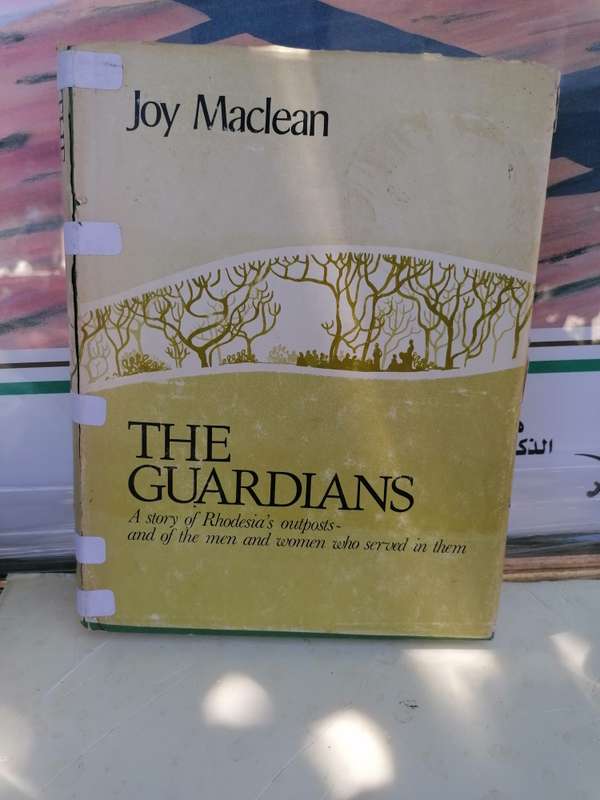 Joy Maclean
THE
GUARDIANS
A story of Rhodesia's outposts~
and of the men and women who served in them